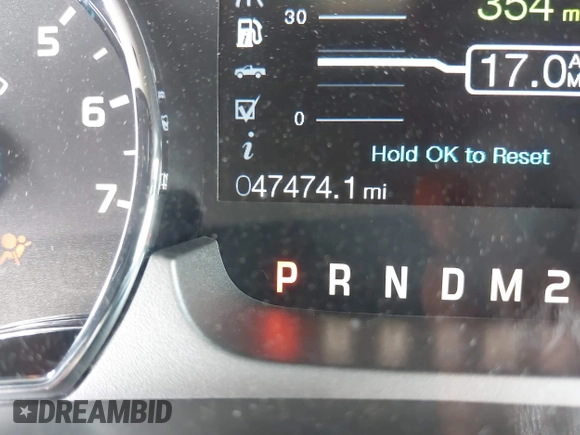 5
6
7
354 m
30
17.0 A
M
0
i
Hold OK to Reset
047474.1 mi
P R N D M 2
DREAMBID